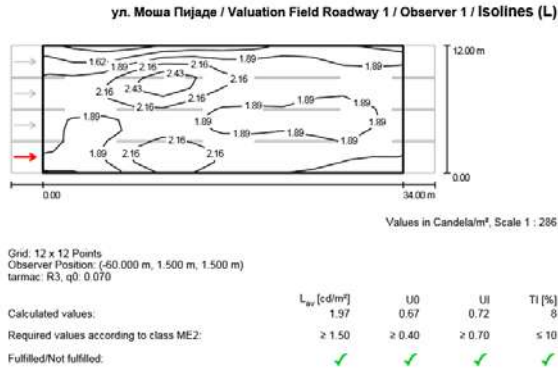 ул. Моша Пијаде / Valuation Field Roadway 1 / Observer 1 / Isolines (L)
12.00 m
1.62 1.89 2.16 2.16 1.89 1.89
2.43
2.43 2.16
2.16 1.89 1.89
1.89 1.89
1.89 1.89 1.89
2.16
1.89 2.16 2.16
0.00
0.00 34.00 m
Values in Candela/m², Scale 1 : 286
Grid: 12 x 12 Points
Observer Position: (-60.000 m, 1.500 m, 1.500 m)
tarmac: R3, q0: 0.070
Lav [cd/m²] U0 UI TI [%]
Calculated values: 1.97 0.67 0.72 8
Required values according to class ME2: ≥ 1.50 ≥ 0.40 ≥ 0.70 ≤ 10
Fulfilled/Not fulfilled: ✓ ✓ ✓ ✓